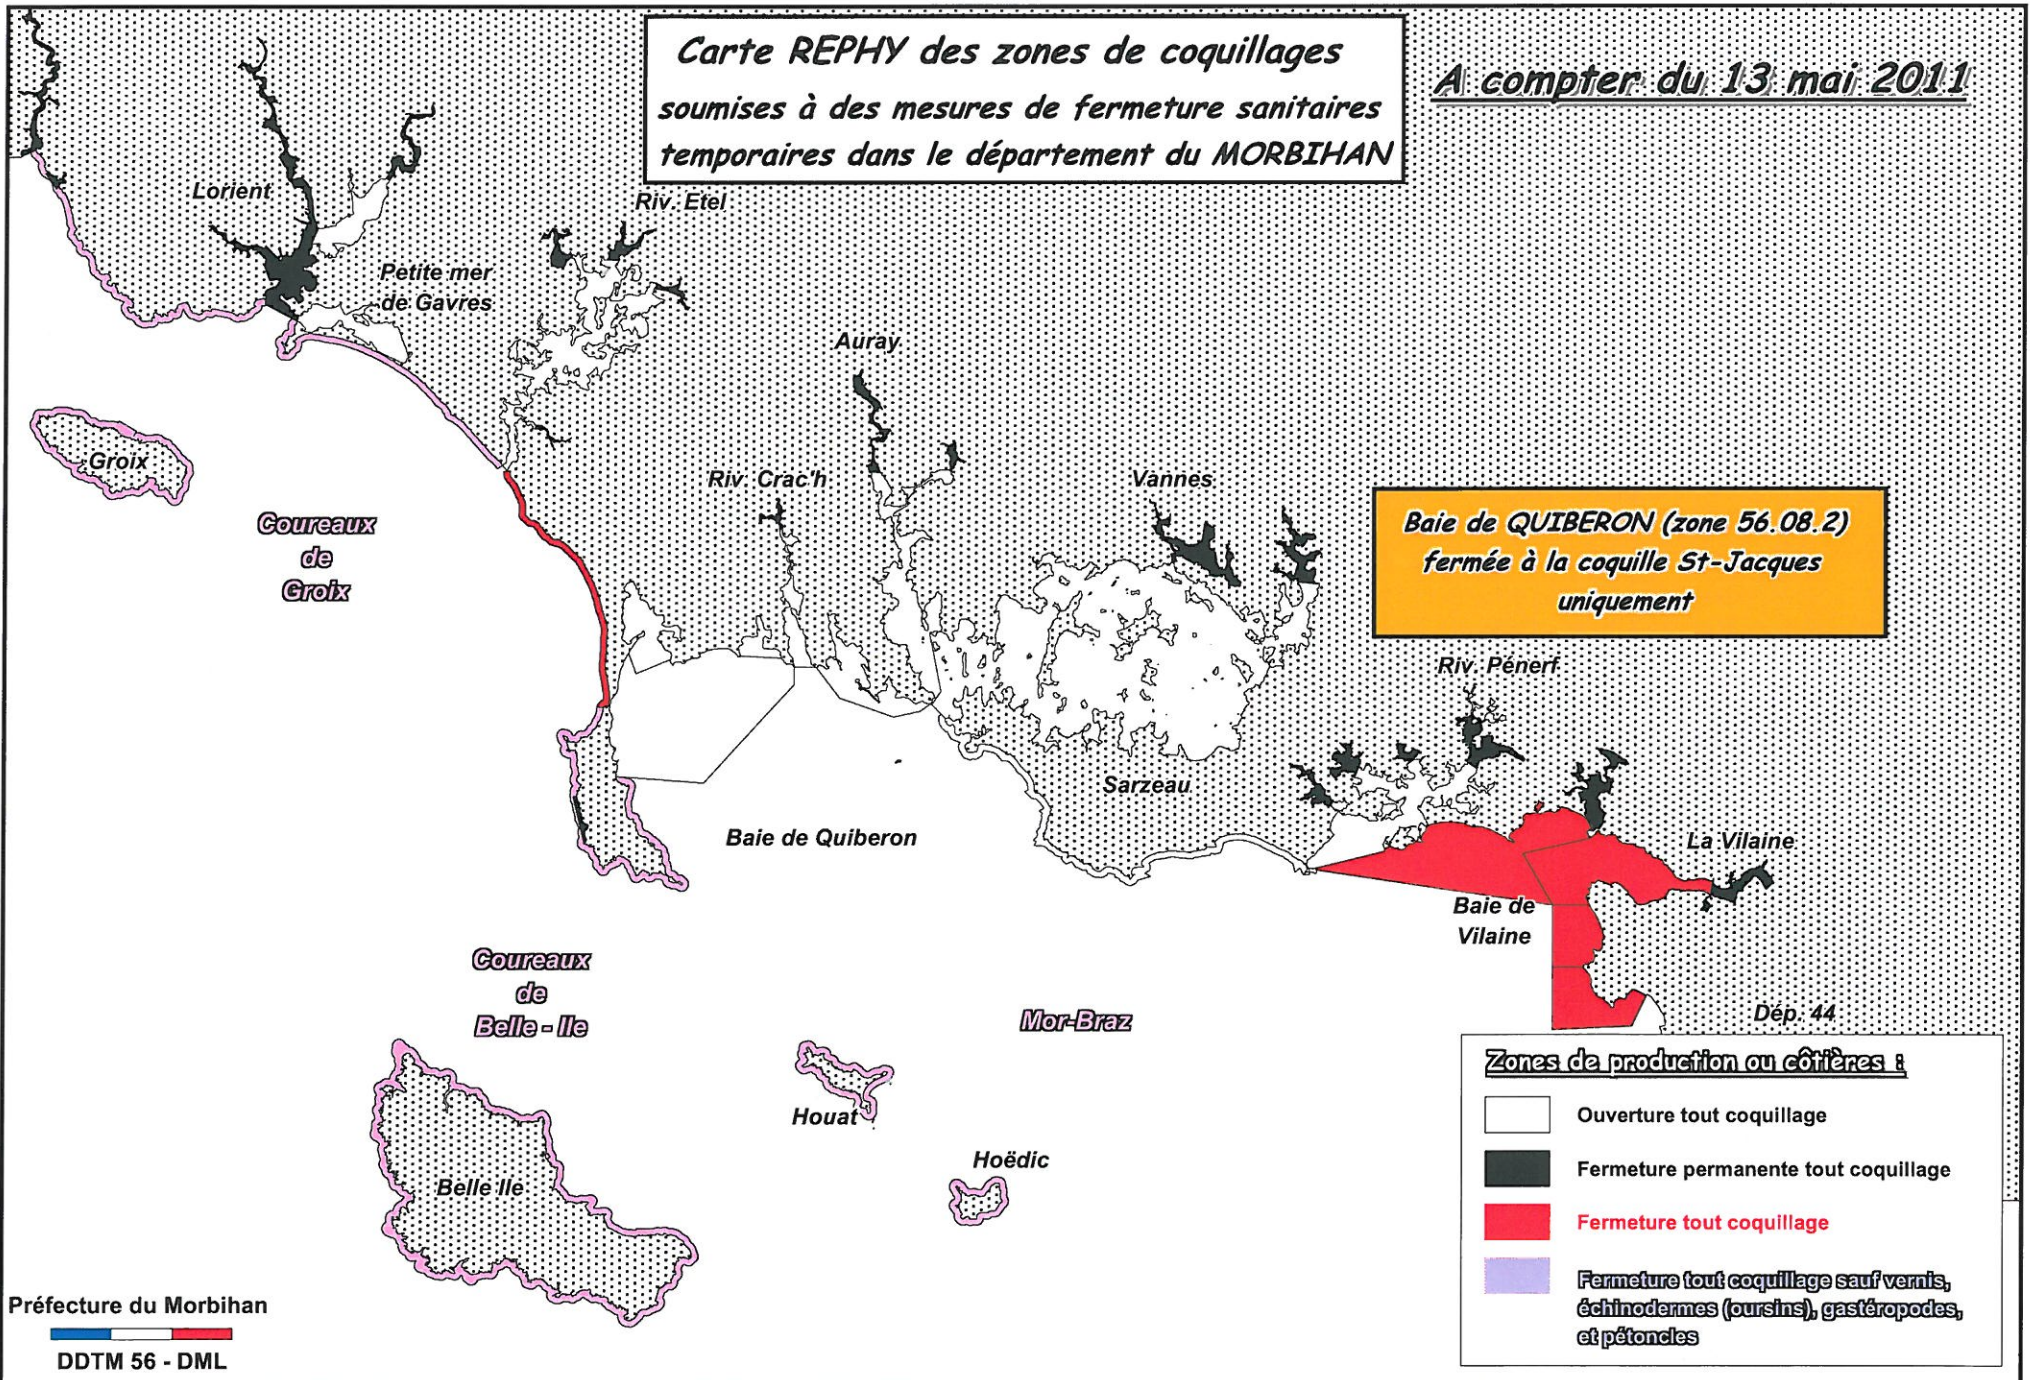 Carte REPHY des zones de coquillages
soumises à des mesures de fermeture sanitaires
temporaires dans le département du MORBIHAN
A compter du 13 mai 2011
Lorient
Riv. Etel
Petite mer
de Gavres
Auray
Groix
Riv. Crac'h
Vannes
Coureaux
de
Groix
Baie de QUIBERON (zone 56.08.2)
fermée à la coquille St-Jacques
uniquement
Riv. Pénerf
Sarzeau
Baie de Quiberon
La Vilaine
Baie de
Vilaine
Coureaux
de
Belle - Ile
Mor-Braz
Dép. 44
Houat
Hoëdic
Belle Ile
Zones de production ou côtières :
Ouverture tout coquillage
Fermeture permanente tout coquillage
Fermeture tout coquillage
Fermeture tout coquillage sauf vernis,
échinodermes (oursins), gastéropodes,
et pétoncles
Préfecture du Morbihan
DDTM 56 - DML